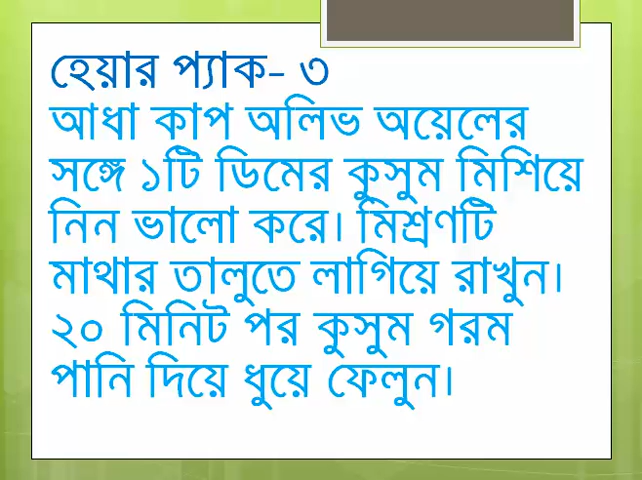 হেয়ার প্যাক- ৩
আধা কাপ অলিভ অয়েলের
সঙ্গে ১টি ডিমের কুসুম মিশিয়ে
নিন ভালো করে। মিশ্রণটি
মাথার তালুতে লাগিয়ে রাখুন।
২০ মিনিট পর কুসুম গরম
পানি দিয়ে ধুয়ে ফেলুন।